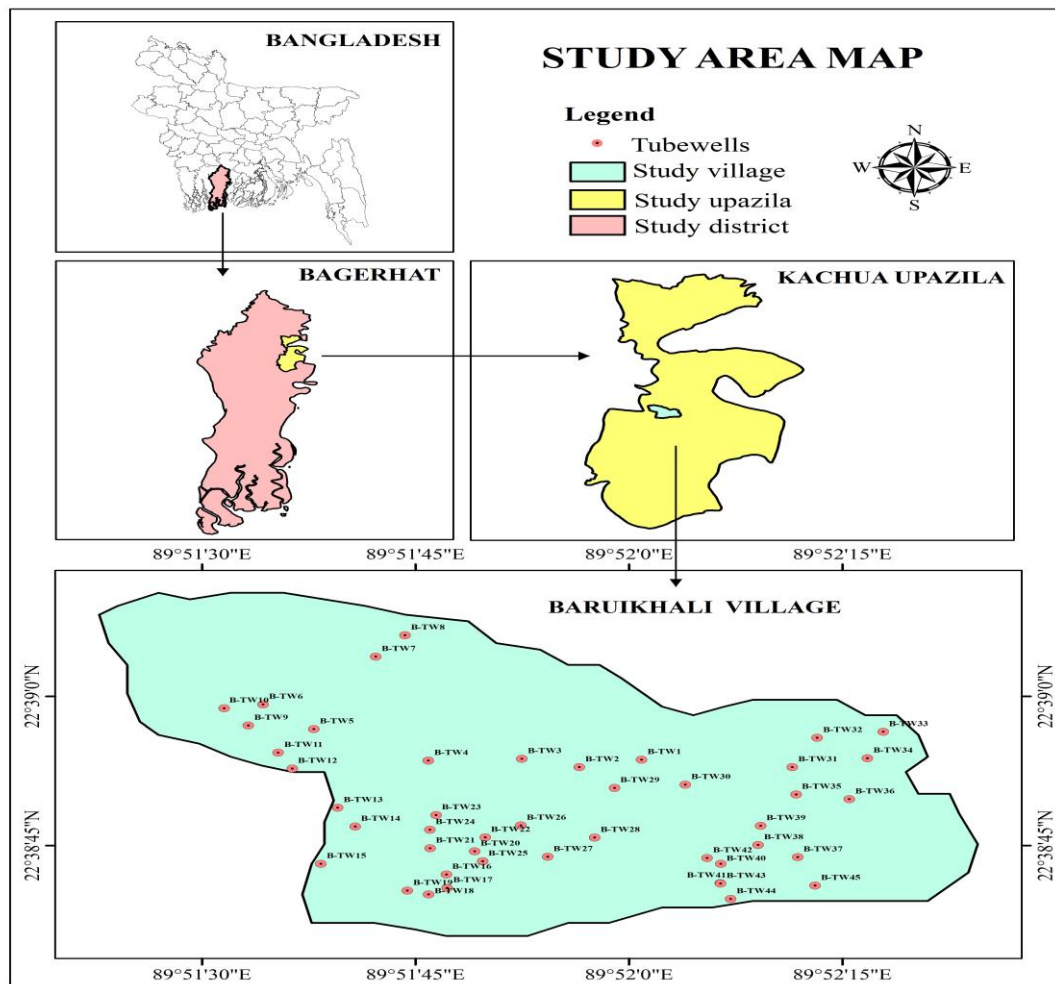 BANGLADESH
STUDY AREA MAP
Legend
Tubewells
Study village
Study upazila
Study district
N
W
E
S
BAGERHAT
KACHUA UPAZILA
89°51'30"E
89°51'45"E
89°52'0"E
89°52'15"E
BARUIKHALI VILLAGE
B-TW8
B-TW7
22°39'0"N
22°39'0"N
B-TW10
B-TW6
B-TW9
B-TW5
B-TW11
B-TW12
B-TW4
B-TW3
B-TW2
B-TW1
B-TW32
B-TW33
B-TW31
B-TW34
B-TW29
B-TW30
B-TW35
B-TW36
B-TW13
B-TW14
B-TW23
B-TW24
B-TW26
B-TW22
B-TW28
B-TW39
B-TW38
22°38'45"N
22°38'45"N
B-TW15
B-TW21
B-TW20
B-TW25
B-TW27
B-TW42
B-TW40
B-TW37
B-TW16
B-TW17
B-TW19
B-TW18
B-TW41
B-TW43
B-TW44
B-TW45
89°51'30"E
89°51'45"E
89°52'0"E
89°52'15"E